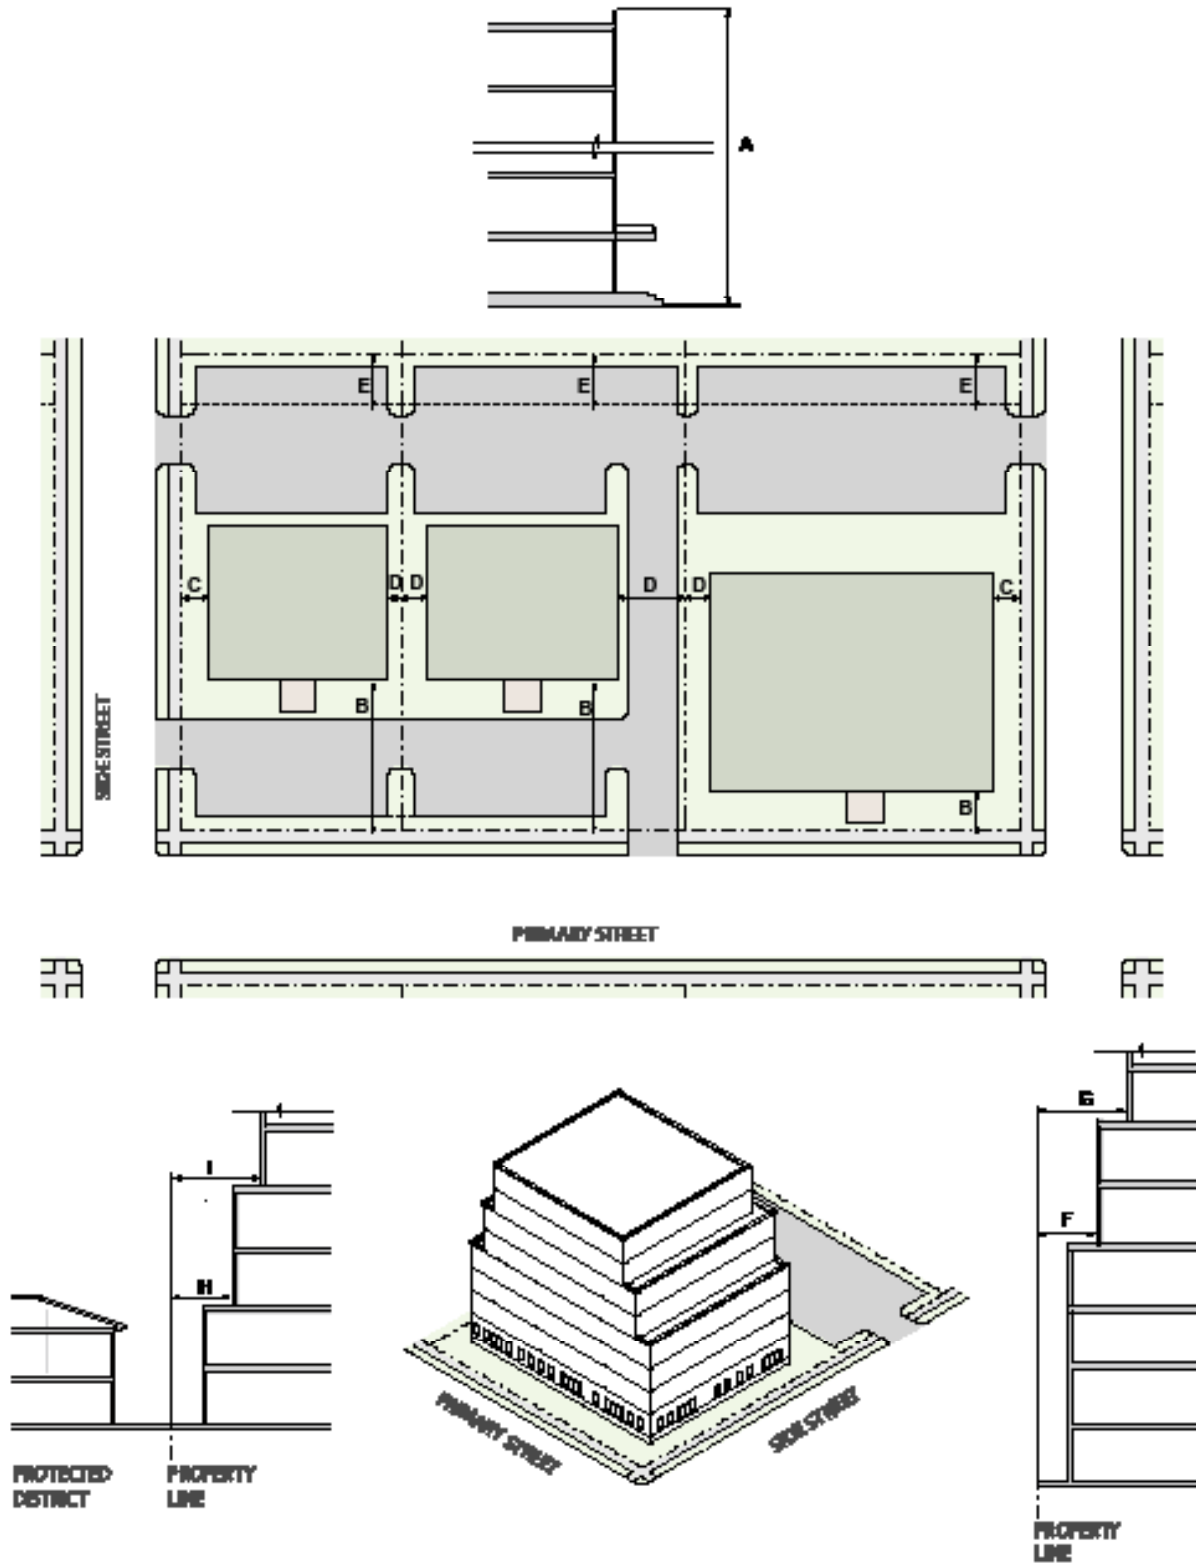 A
E E E
C D D D D C
B B
B
SIDE STREET
PRIMARY STREET
G
I
F
H
PRIMARY STREET
SIDE STREET
PROTECTED
DISTRICT
PROPERTY
LINE
PROPERTY
LINE